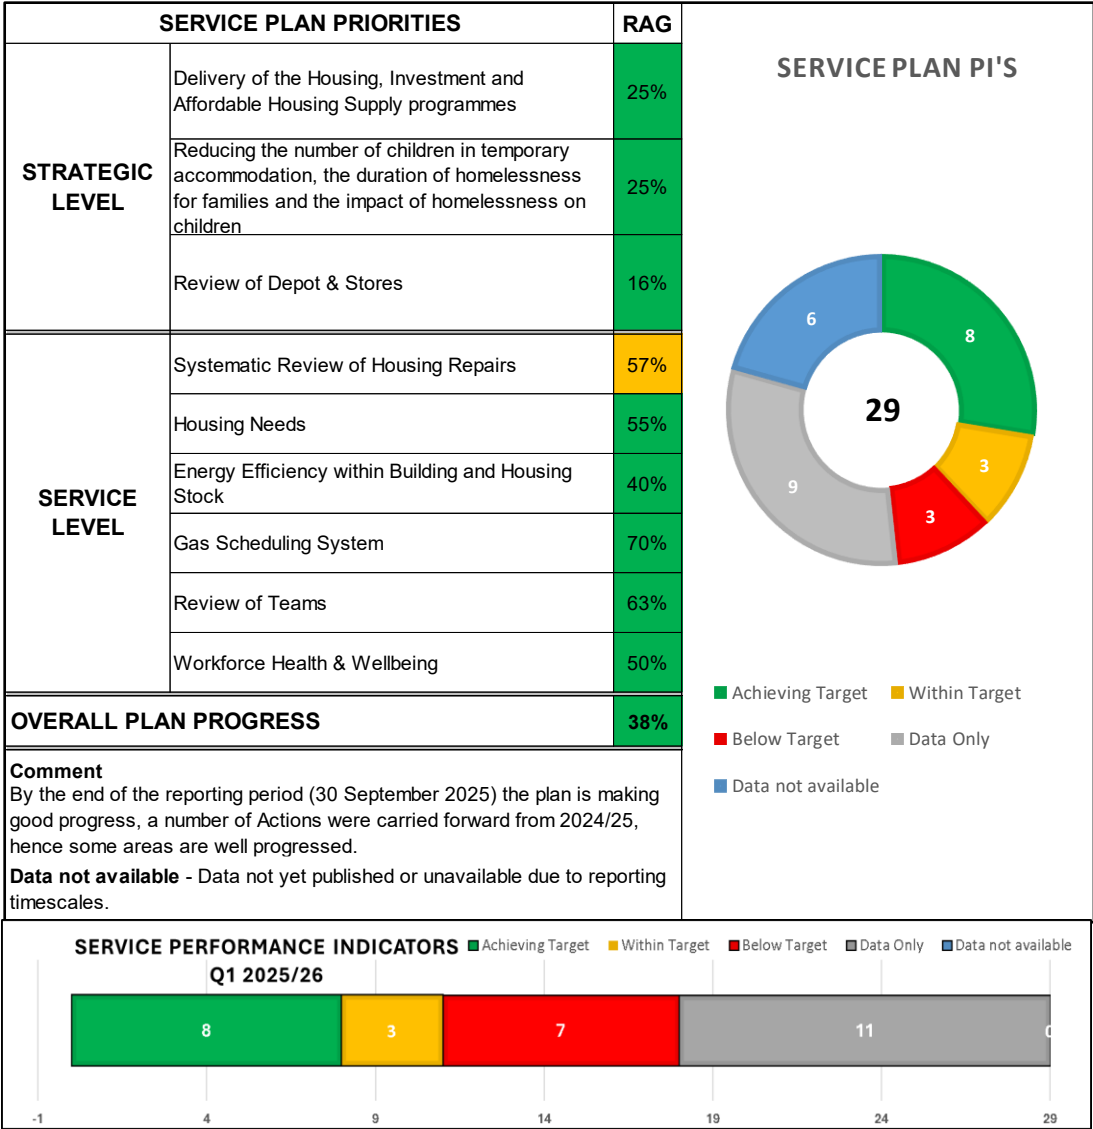 SERVICE PLAN PRIORITIES
RAG
STRATEGIC
LEVEL
Delivery of the Housing, Investment and
Affordable Housing Supply programmes
25%
Reducing the number of children in temporary
accommodation, the duration of homelessness
for families and the impact of homelessness on
children
25%
Review of Depot & Stores
16%
SERVICE
LEVEL
Systematic Review of Housing Repairs
57%
Housing Needs
55%
Energy Efficiency within Building and Housing
Stock
40%
Gas Scheduling System
70%
Review of Teams
63%
Workforce Health & Wellbeing
50%
OVERALL PLAN PROGRESS
38%
Comment
By the end of the reporting period (30 September 2025) the plan is making
good progress, a number of Actions were carried forward from 2024/25,
hence some areas are well progressed.
Data not available - Data not yet published or unavailable due to reporting
timescales.
SERVICE PLAN PI'S
6
8
29
3
9
3
Achieving Target
Within Target
Below Target
Data Only
Data not available
SERVICE PERFORMANCE INDICATORS
Q1 2025/26
Achieving Target
Within Target
Below Target
Data Only
Data not available
8
3
7
11
0
-1
4
9
14
19
24
29